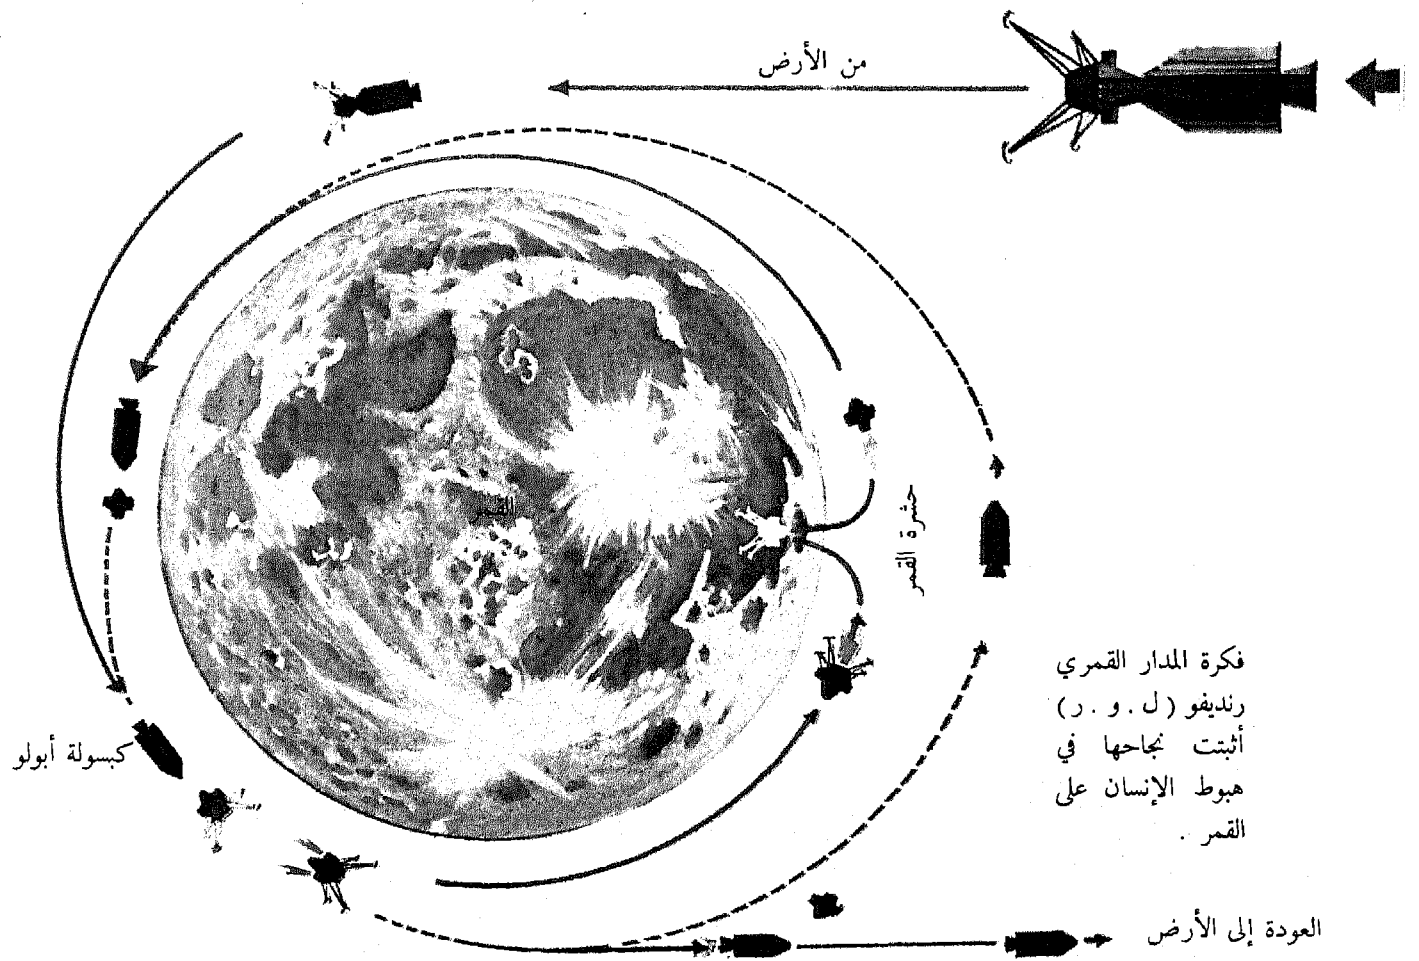 من الأرض
القمر
حشرة القمر
فكرة المدار القمري
رنديفو (ل . و . ر)
أثبتت نجاحها في
هبوط الإنسان على
القمر .
كبسولة أبولو
العودة إلى الأرض